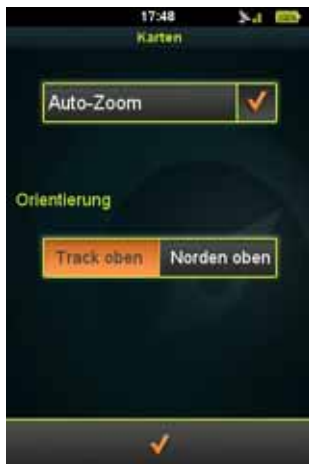 17:48
Karten
Auto-Zoom
Orientierung
Track oben Norden oben